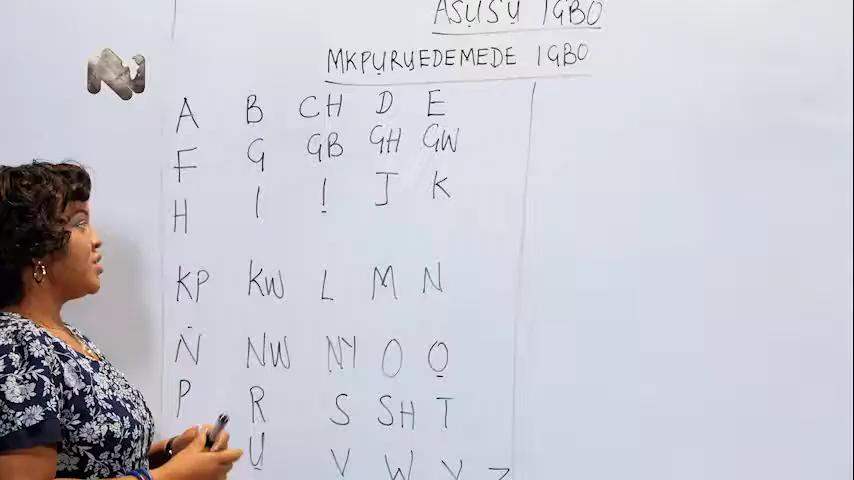 ASỤSỤ IGBO
MKPỤRỤEDEMEDE IGBO
A B CH D E
F G GB GH GW
H I Ị J K
KP KW L M N
Ṅ NW NY O Ọ
P R S SH T
Ụ V W Y Z